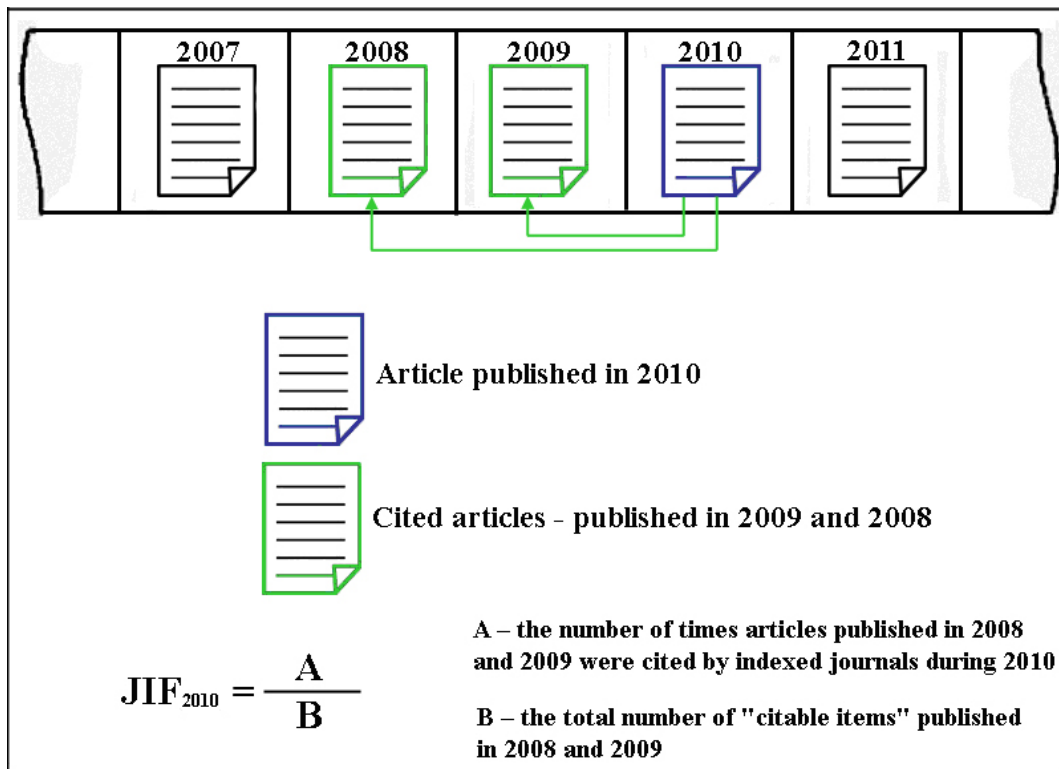 2007 2008 2009 2010 2011
Article published in 2010
Cited articles - published in 2009 and 2008
A – the number of times articles published in 2008
and 2009 were cited by indexed journals during 2010
JIF2010 = A
B
B – the total number of "citable items" published
in 2008 and 2009